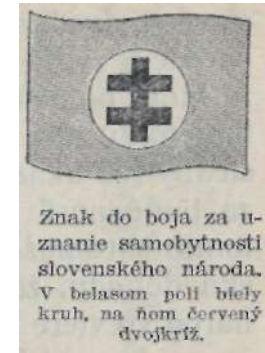 Znak do boja za u-
znanie samobytnosti
slovenského národa.
V belasom poli biely
kruh, na ňom červený
dvojkríž.